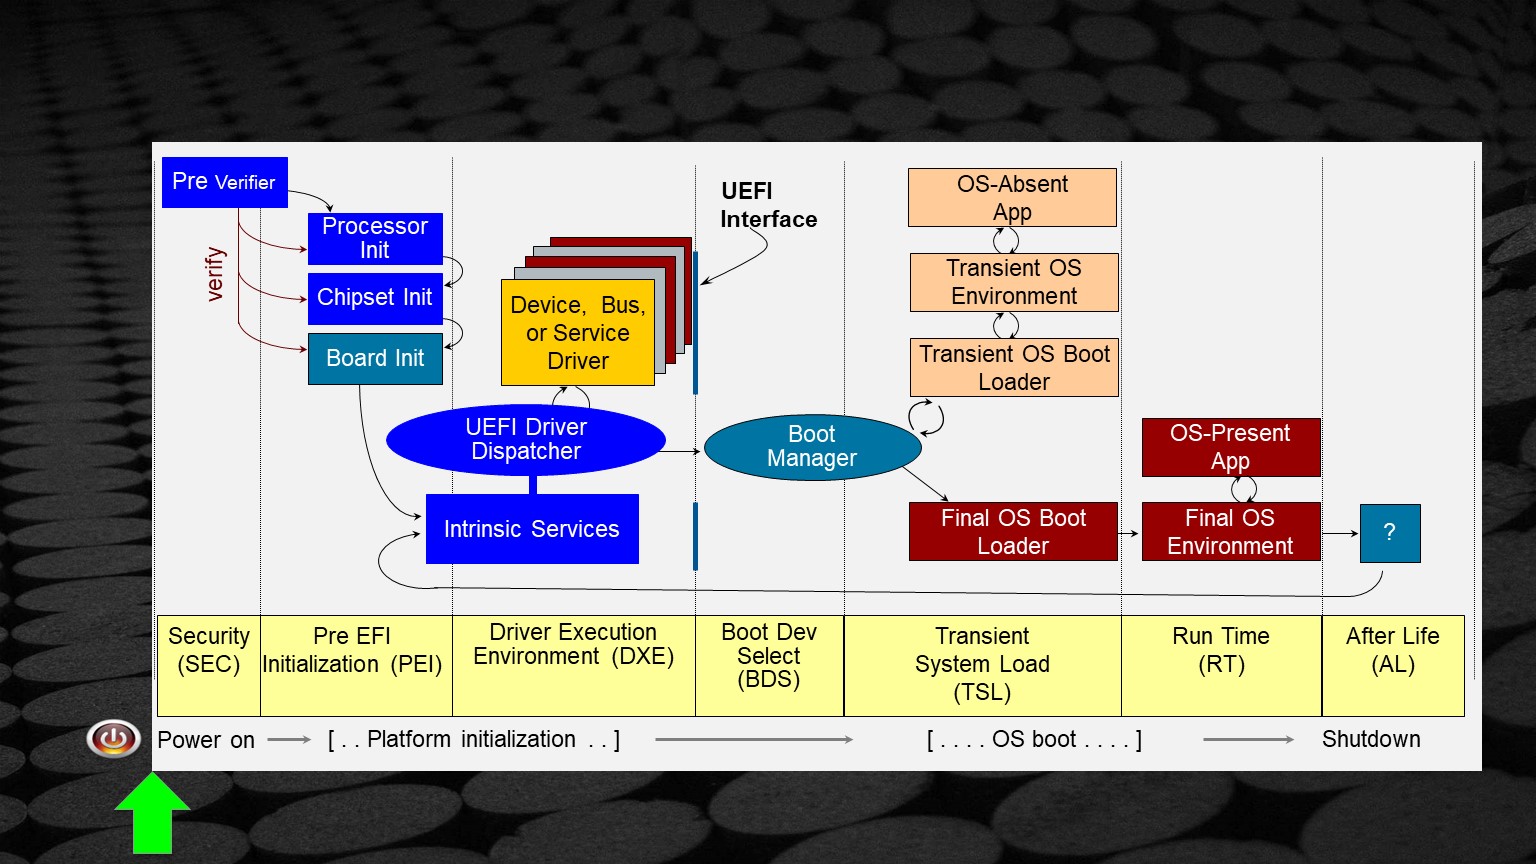 Pre Verifier
Processor
Init
Chipset Init
Board Init
verify
Device, Bus,
or Service
Driver
UEFI
Interface
UEFI Driver
Dispatcher
Intrinsic Services
Boot
Manager
OS-Absent
App
Transient OS
Environment
Transient OS Boot
Loader
Final OS Boot
Loader
OS-Present
App
Final OS
Environment
?
Security
(SEC)
Pre EFI
Initialization (PEI)
Driver Execution
Environment (DXE)
Boot Dev
Select
(BDS)
Transient
System Load
(TSL)
Run Time
(RT)
After Life
(AL)
Power on
[ . . Platform initialization . . ]
[ . . . . OS boot . . . . ]
Shutdown